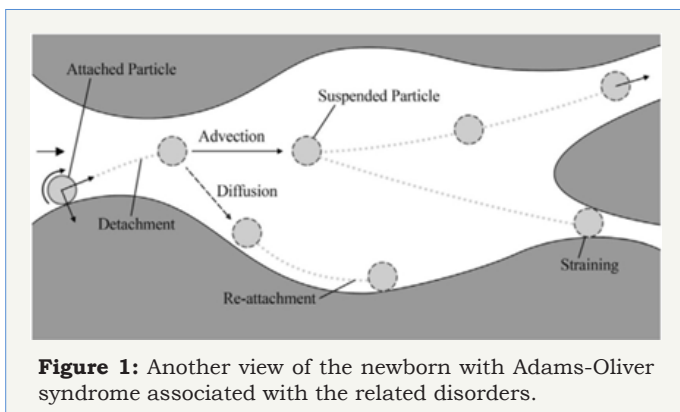 Attached Particle
Suspended Particle
Advection
Diffusion
Detachment
Straining
Re-attachment
Figure 1: Another view of the newborn with Adams-Oliver
syndrome associated with the related disorders.